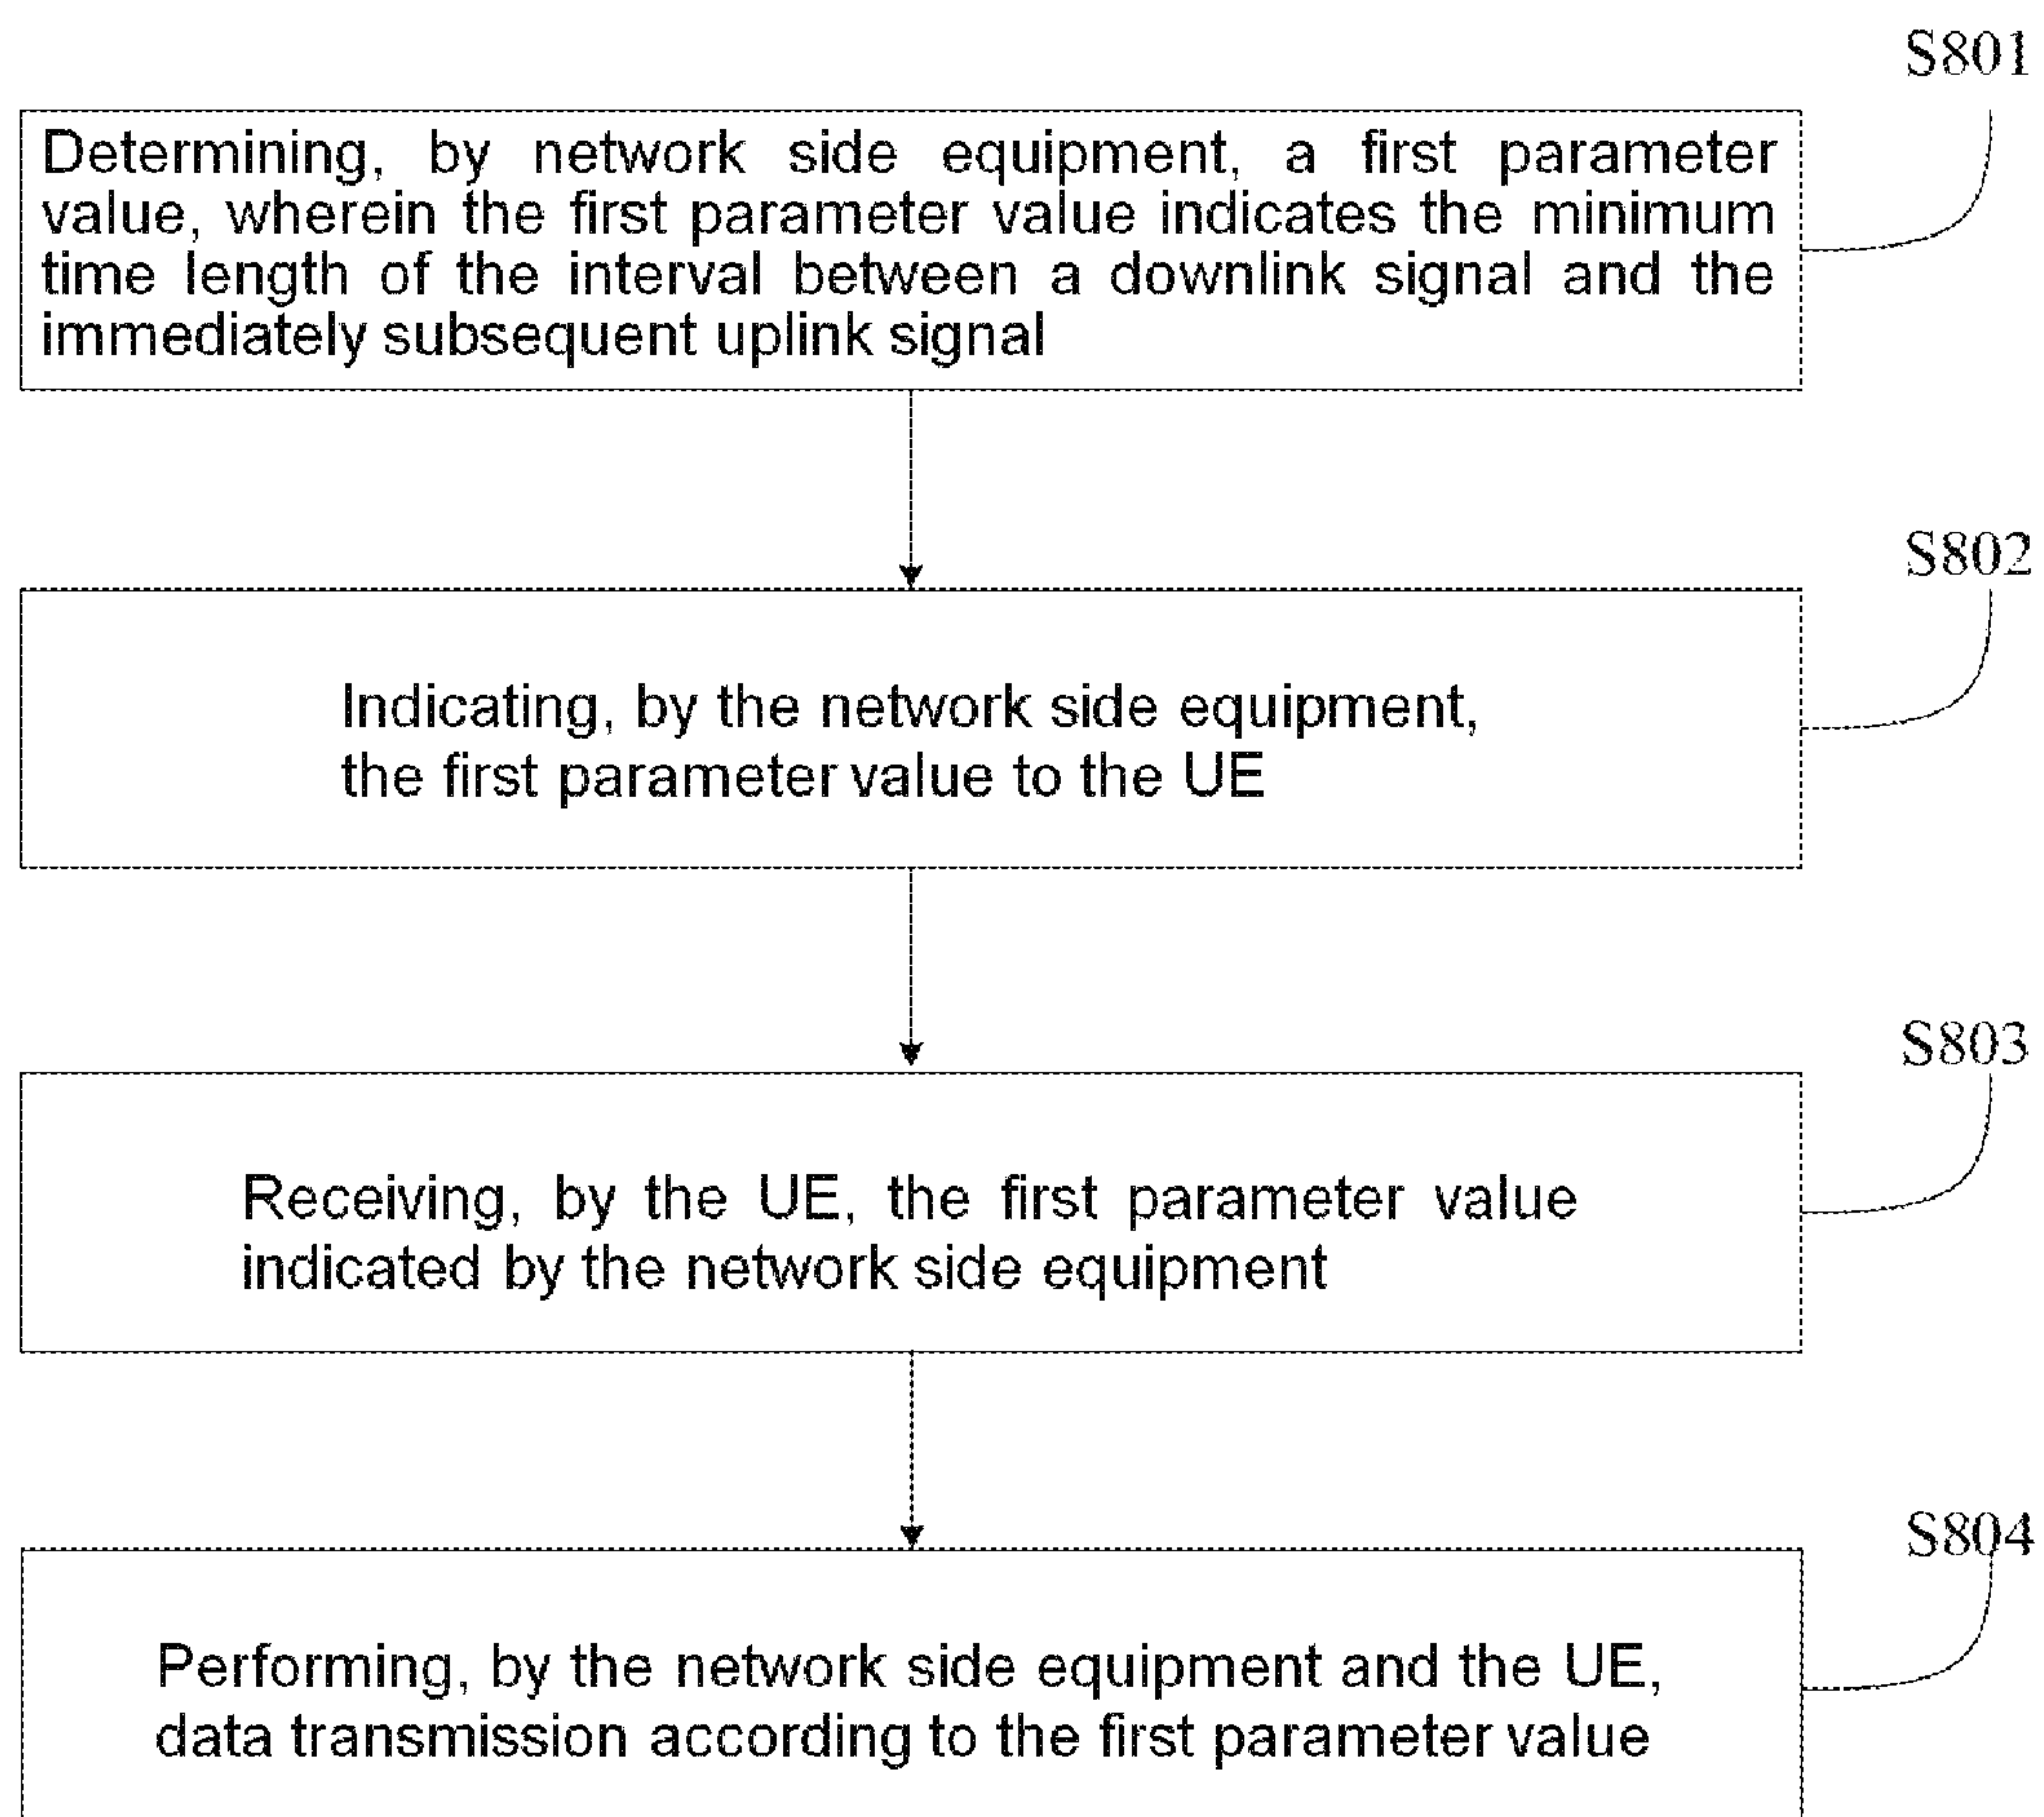 S801
Determining, by network side equipment, a first parameter
value, wherein the first parameter value indicates the minimum
time length of the interval between a downlink signal and the
immediately subsequent uplink signal
S802
Indicating, by the network side equipment,
the first parameter value to the UE
S803
Receiving, by the UE, the first parameter value
indicated by the network side equipment
S804
Performing, by the network side equipment and the UE,
data transmission according to the first parameter value